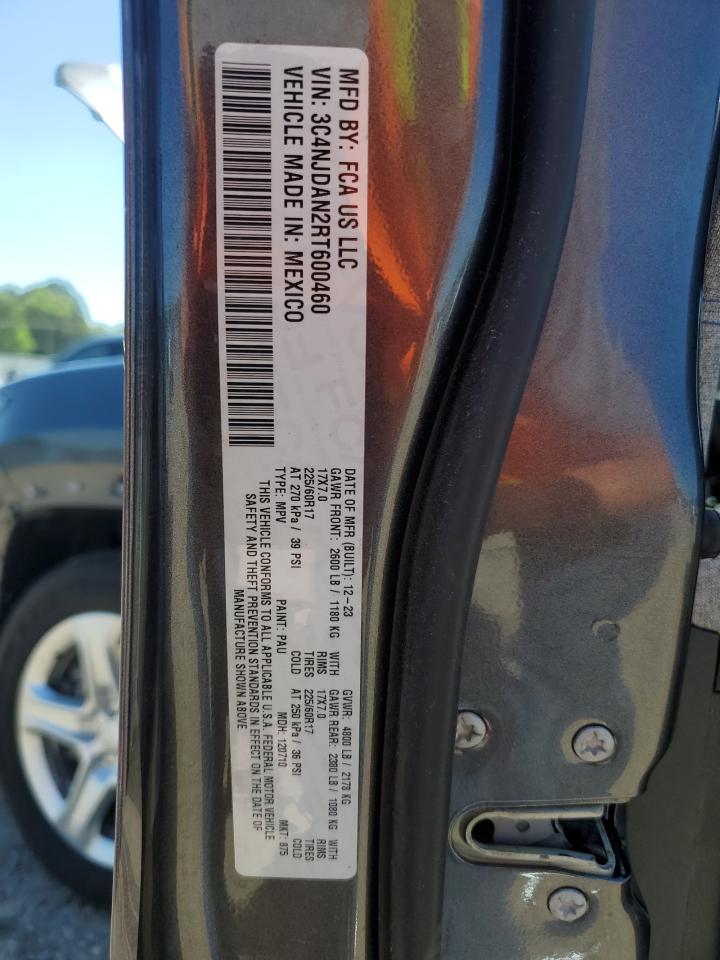 MFD BY: FCA US LLC
VIN: 3C4NJDAN2RT600460
VEHICLE MADE IN: MEXICO
DATE OF MFR (BUILT): 12-23 GVWR: 4800 LB / 2178 KG
GAWR FRONT: 2600 LB / 1180 KG WITH GAWR REAR: 2380 LB / 1080 KG WITH
17X7.0 RIMS 17X7.0 RIMS
225/60R17 TIRES 225/60R17 TIRES
AT 270 kPa / 39 PSI COLD AT 250 kPa / 36 PSI COLD
TYPE: MPV PAINT: PAU MDH: 120710 MKT: 875
THIS VEHICLE CONFORMS TO ALL APPLICABLE U.S.A. FEDERAL MOTOR VEHICLE
SAFETY AND THEFT PREVENTION STANDARDS IN EFFECT ON THE DATE OF
MANUFACTURE SHOWN ABOVE